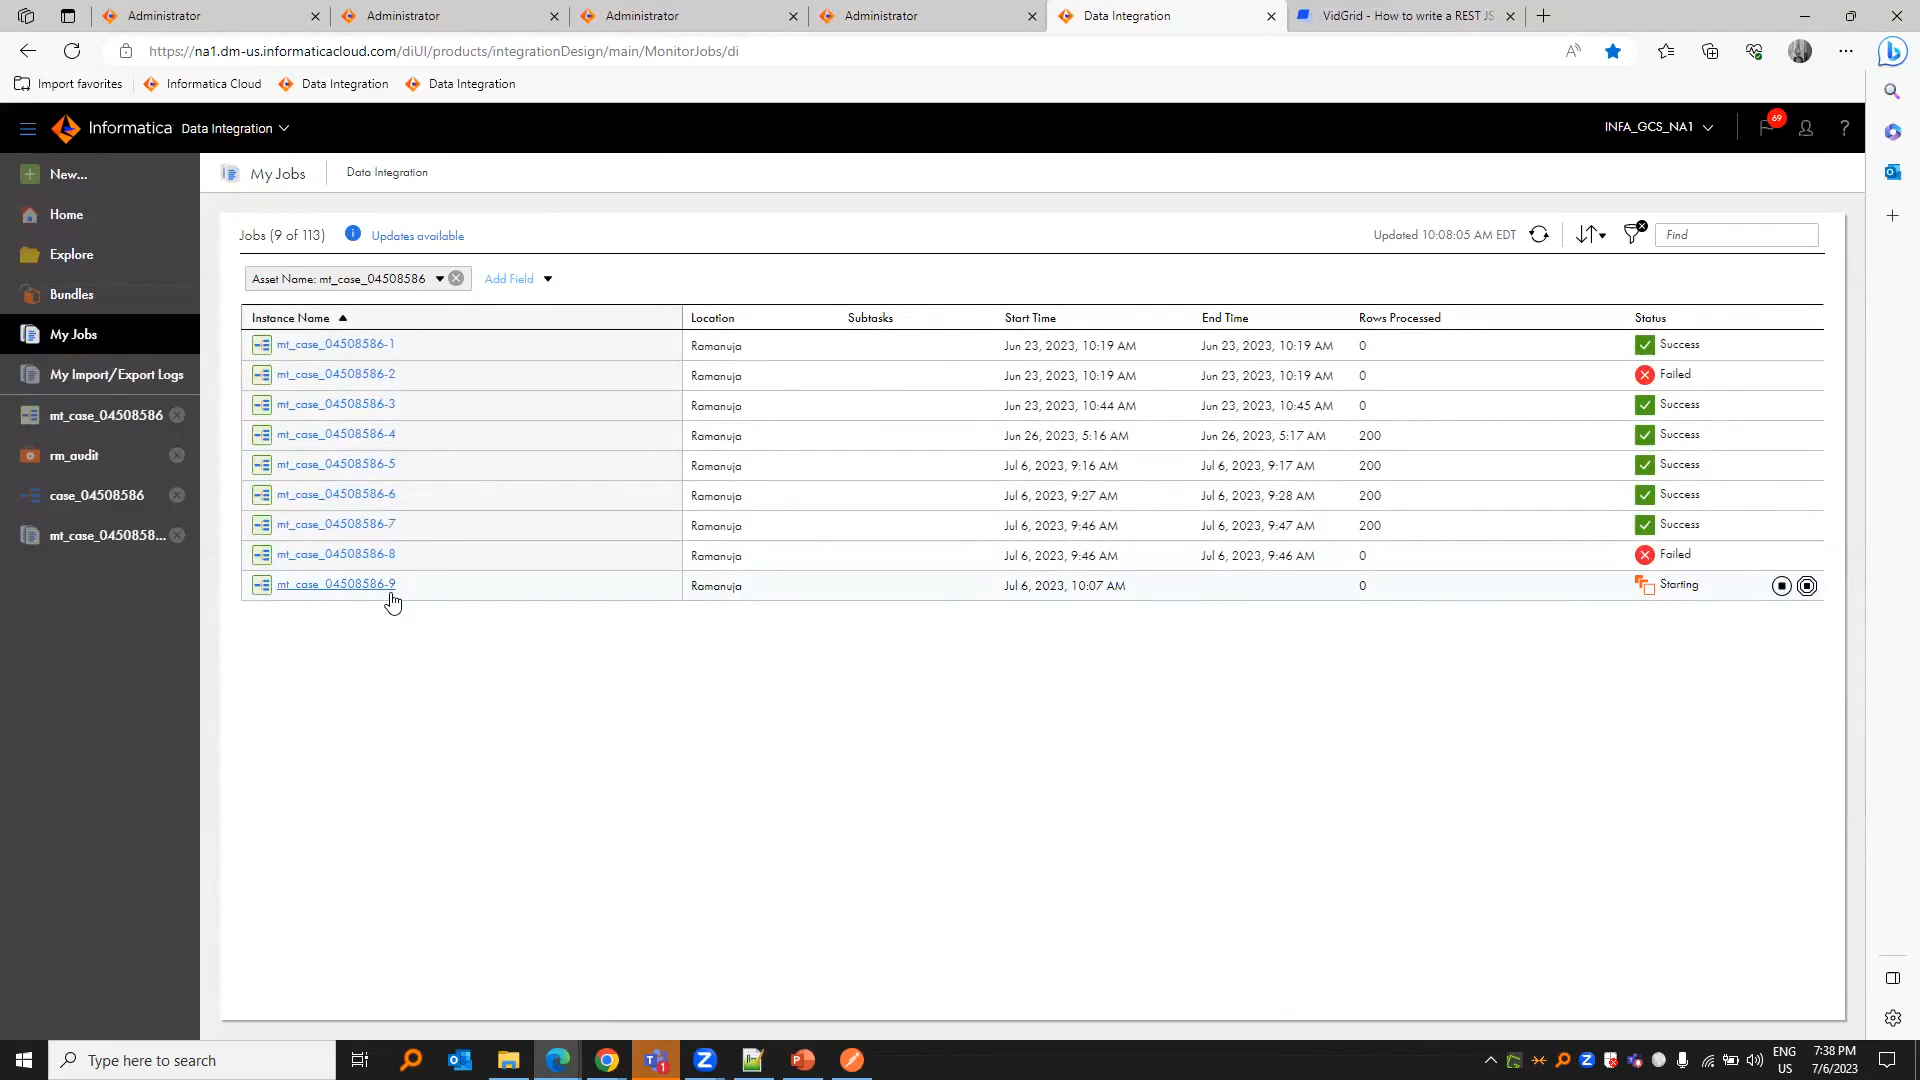 Administrator
Administrator
Administrator
Administrator
Data Integration
VidGrid - How to write a REST JS
https://na1.dm-us.informaticacloud.com/diUI/products/integrationDesign/main/MonitorJobs/di
Import favorites
Informatica Cloud
Data Integration
Data Integration
Informatica Data Integration
INFA_GCS_NA1
69
?
New...
Home
Explore
Bundles
My Jobs
My Import/Export Logs
mt_case_04508586
rm_audit
case_04508586
mt_case_0450858...
My Jobs
Data Integration
Jobs (9 of 113)
Updates available
Updated 10:08:05 AM EDT
Find
Asset Name: mt_case_04508586
Add Field
Instance Name Location Subtasks Start Time End Time Rows Processed Status
mt_case_04508586-1 Ramanuja Jun 23, 2023, 10:19 AM Jun 23, 2023, 10:19 AM 0 Success
mt_case_04508586-2 Ramanuja Jun 23, 2023, 10:19 AM Jun 23, 2023, 10:19 AM 0 Failed
mt_case_04508586-3 Ramanuja Jun 23, 2023, 10:44 AM Jun 23, 2023, 10:45 AM 0 Success
mt_case_04508586-4 Ramanuja Jun 26, 2023, 5:16 AM Jun 26, 2023, 5:17 AM 200 Success
mt_case_04508586-5 Ramanuja Jul 6, 2023, 9:16 AM Jul 6, 2023, 9:17 AM 200 Success
mt_case_04508586-6 Ramanuja Jul 6, 2023, 9:27 AM Jul 6, 2023, 9:28 AM 200 Success
mt_case_04508586-7 Ramanuja Jul 6, 2023, 9:46 AM Jul 6, 2023, 9:47 AM 200 Success
mt_case_04508586-8 Ramanuja Jul 6, 2023, 9:46 AM Jul 6, 2023, 9:46 AM 0 Failed
mt_case_04508586-9 Ramanuja Jul 6, 2023, 10:07 AM 0 Starting
Type here to search
ENG
US
7:38 PM
7/6/2023